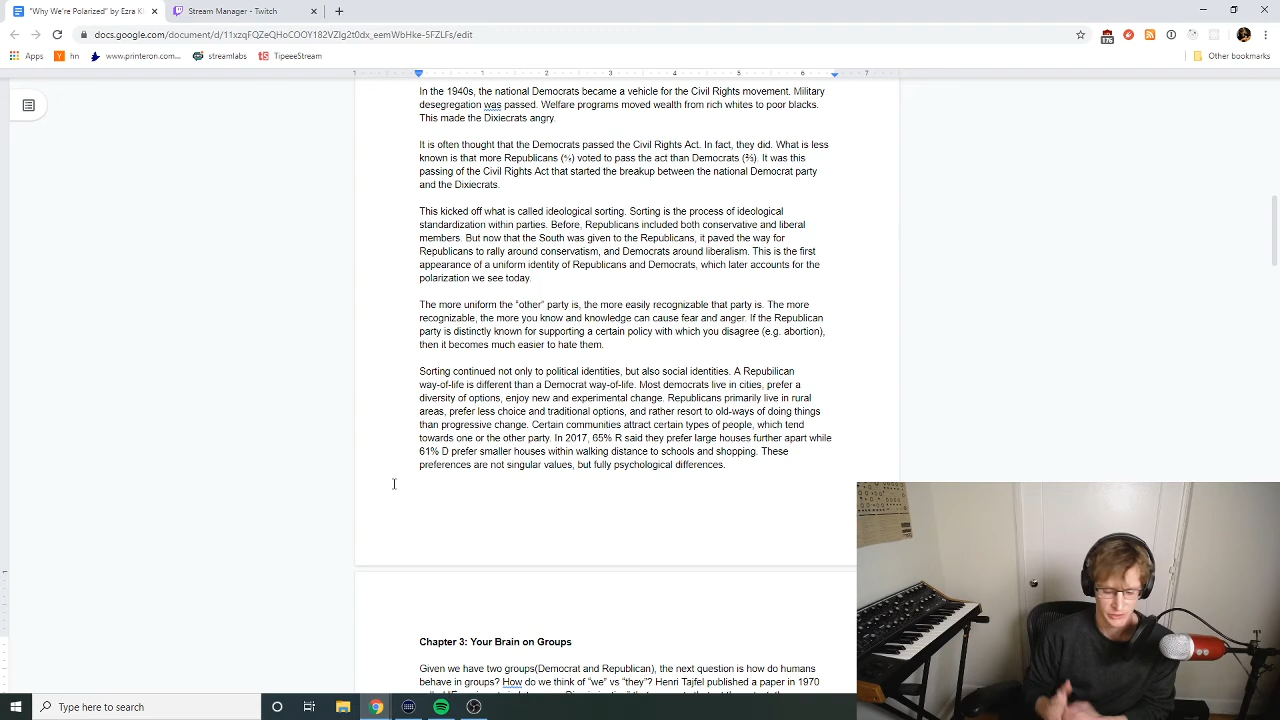 "Why We're Polarized" by Ezra Kl
Stream Manager - Twitch
docs.google.com/document/d/11xzqFQZeQHoCOOY182VZIg2t0dx_eemWbHke-5FZLFs/edit
176
Apps
hn
www.printeron.com...
streamlabs
TipeeeStream
Other bookmarks
1 1 2 3 4 5 6 7
In the 1940s, the national Democrats became a vehicle for the Civil Rights movement. Military
desegregation was passed. Welfare programs moved wealth from rich whites to poor blacks.
This made the Dixiecrats angry.
It is often thought that the Democrats passed the Civil Rights Act. In fact, they did. What is less
known is that more Republicans (⅘) voted to pass the act than Democrats (⅔). It was this
passing of the Civil Rights Act that started the breakup between the national Democrat party
and the Dixiecrats.
This kicked off what is called ideological sorting. Sorting is the process of ideological
standardization within parties. Before, Republicans included both conservative and liberal
members. But now that the South was given to the Republicans, it paved the way for
Republicans to rally around conservatism, and Democrats around liberalism. This is the first
appearance of a uniform identity of Republicans and Democrats, which later accounts for the
polarization we see today.
The more uniform the "other" party is, the more easily recognizable that party is. The more
recognizable, the more you know and knowledge can cause fear and anger. If the Republican
party is distinctly known for supporting a certain policy with which you disagree (e.g. abortion),
then it becomes much easier to hate them.
Sorting continued not only to political identities, but also social identities. A Republican
way-of-life is different than a Democrat way-of-life. Most democrats live in cities, prefer a
diversity of options, enjoy new and experimental change. Republicans primarily live in rural
areas, prefer less choice and traditional options, and rather resort to old-ways of doing things
than progressive change. Certain communities attract certain types of people, which tend
towards one or the other party. In 2017, 65% R said they prefer large houses further apart while
61% D prefer smaller houses within walking distance to schools and shopping. These
preferences are not singular values, but fully psychological differences.
Chapter 3: Your Brain on Groups
Given we have two groups(Democrat and Republican), the next question is how do humans
behave in groups? How do we think of "we" vs "they"? Henri Tajfel published a paper in 1970
Type here to search